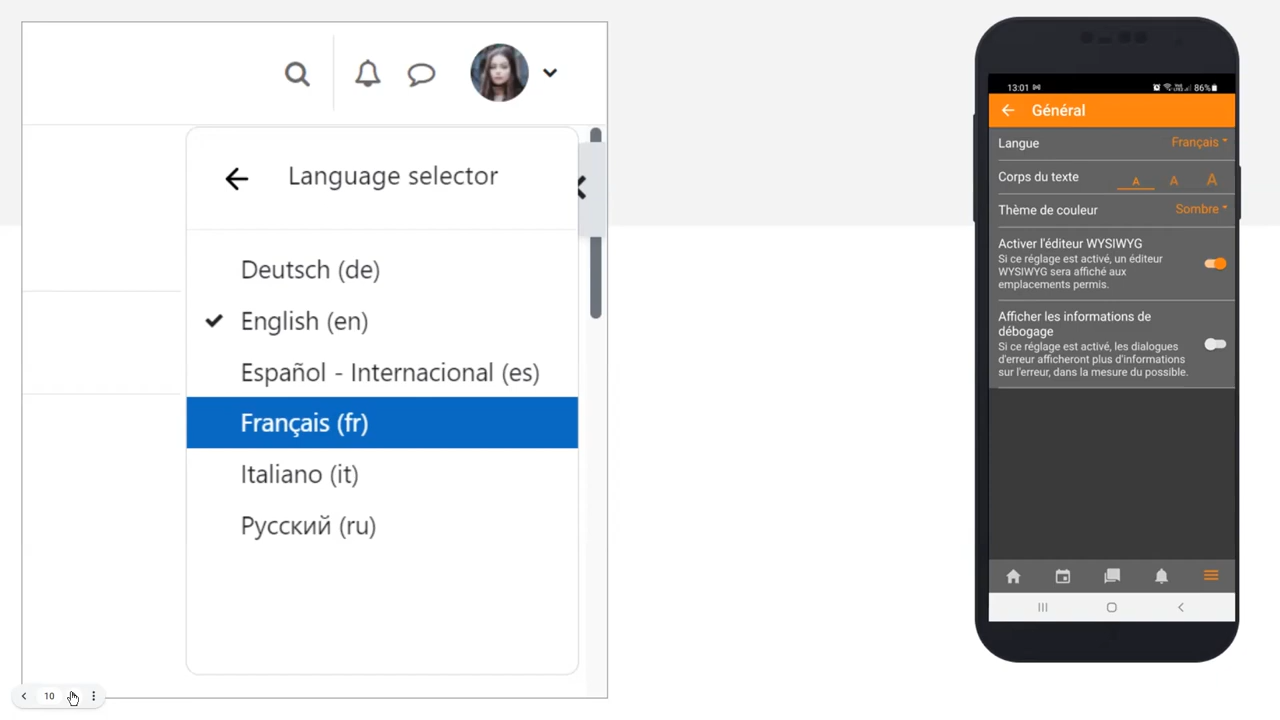 Language selector
Deutsch (de)
English (en)
Español - Internacional (es)
Français (fr)
Italiano (it)
Русский (ru)
10
13:01
86%
Général
Langue
Français
Corps du texte
A A A
Thème de couleur
Sombre
Activer l'éditeur WYSIWYG
Si ce réglage est activé, un éditeur
WYSIWYG sera affiché aux
emplacements permis.
Afficher les informations de
débogage
Si ce réglage est activé, les dialogues
d'erreur afficheront plus d'informations
sur l'erreur, dans la mesure du possible.